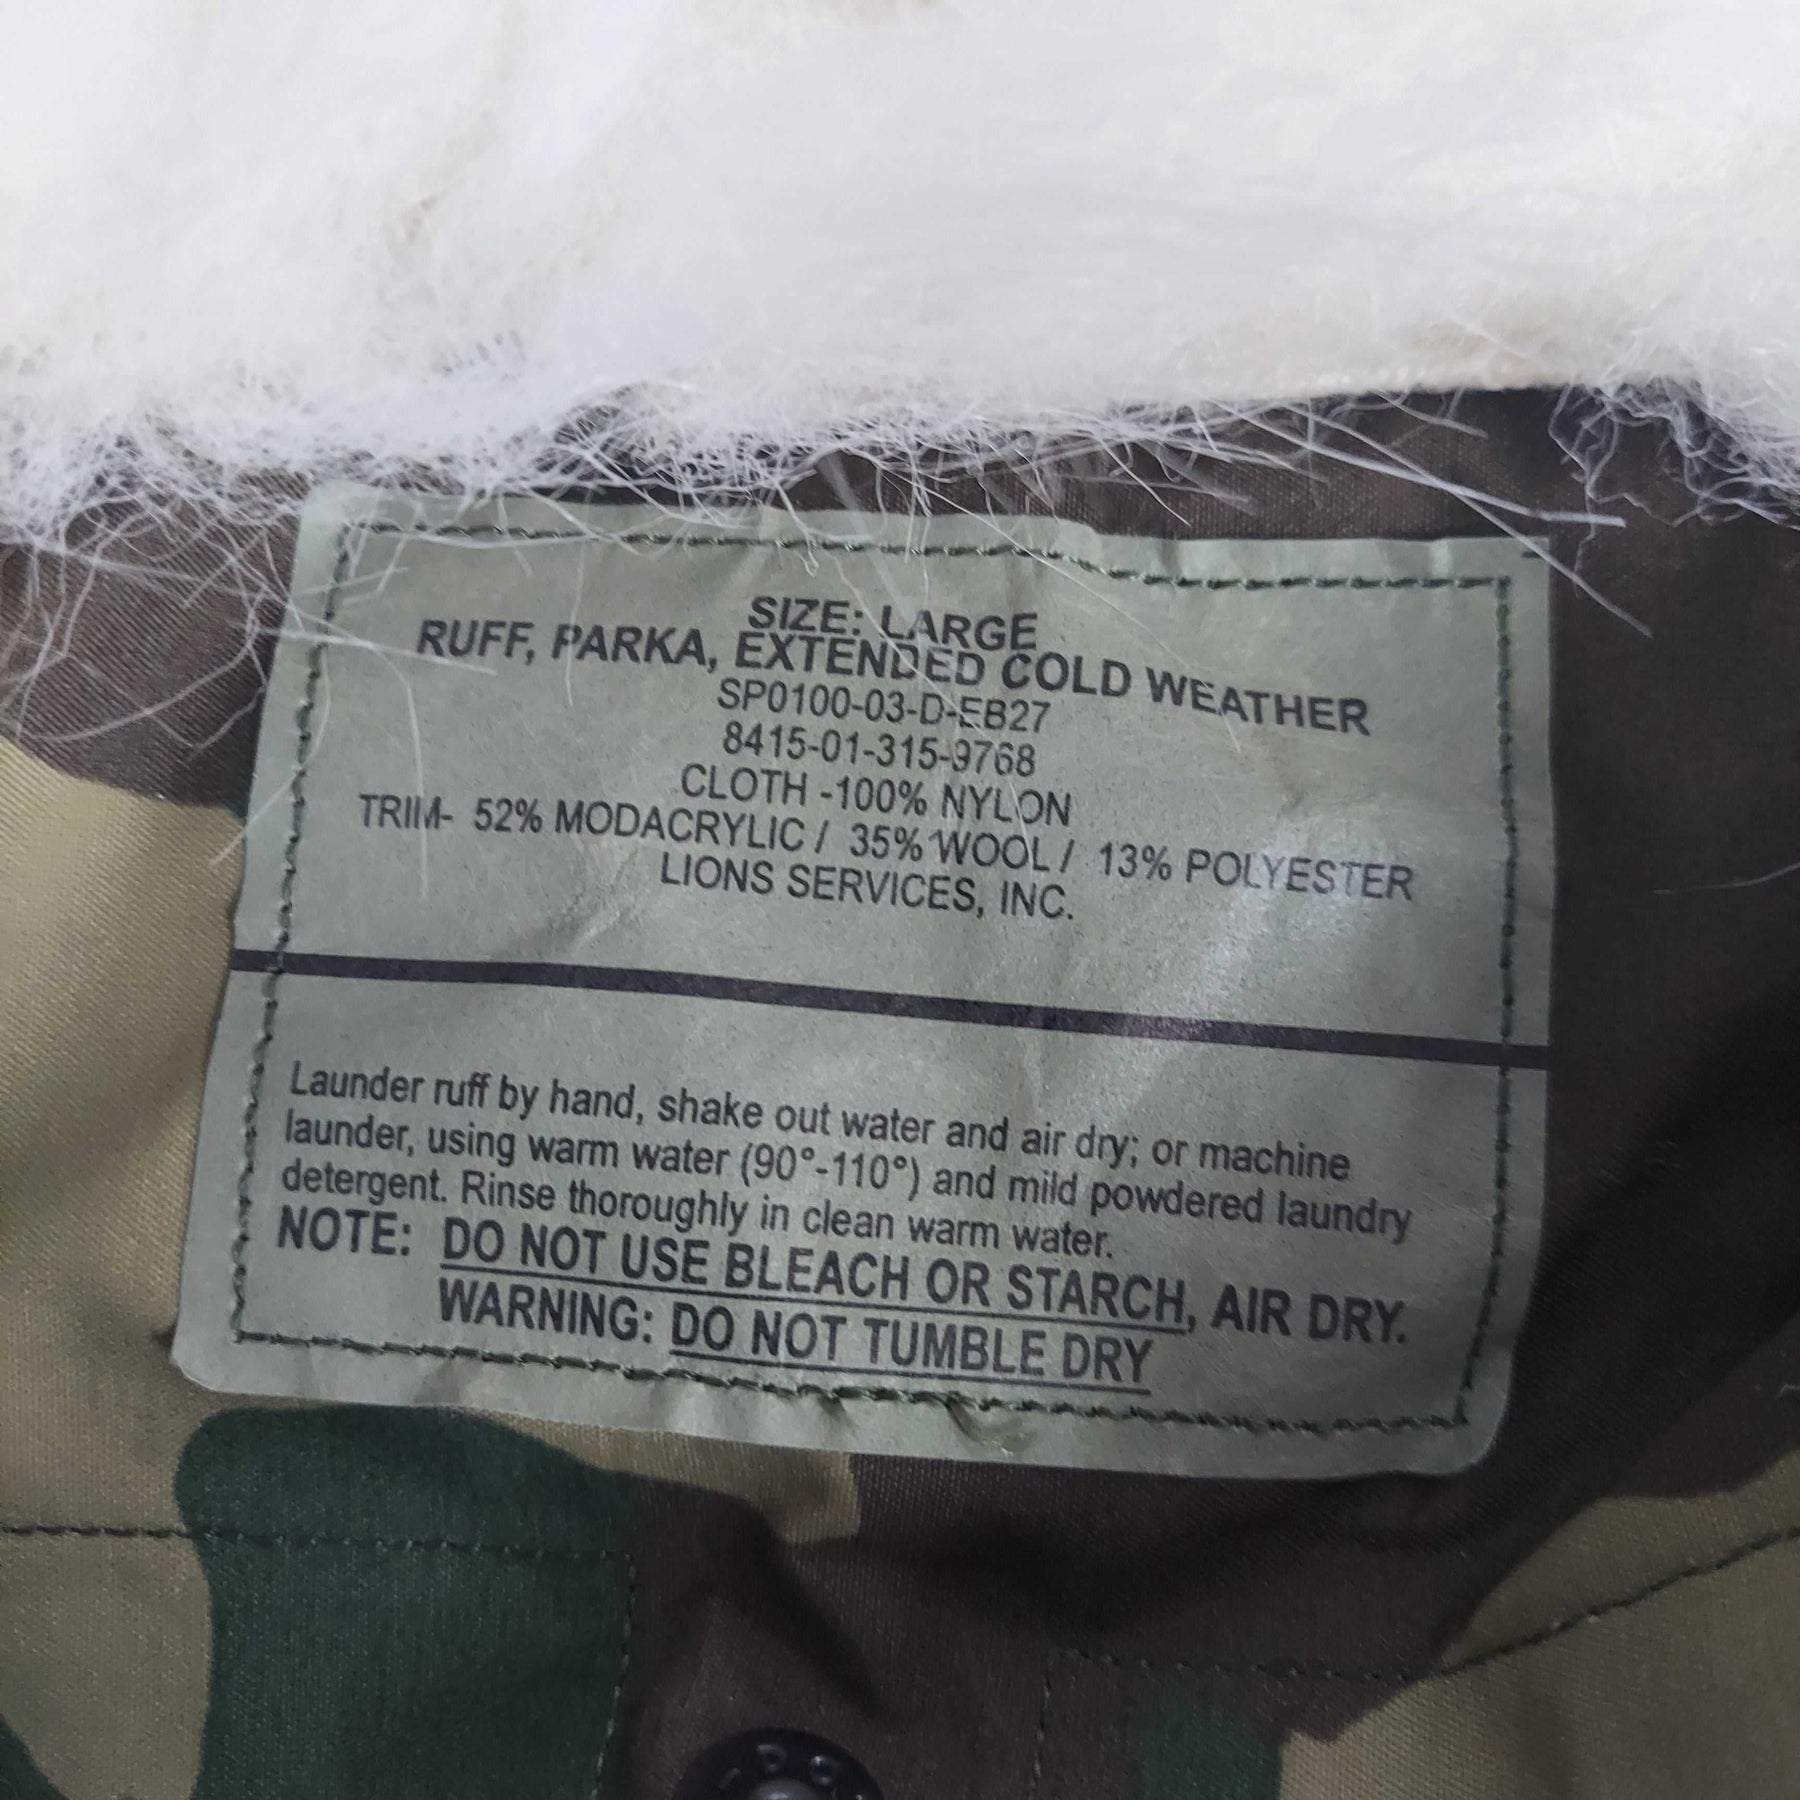 SIZE: LARGE
RUFF, PARKA, EXTENDED COLD WEATHER
SP0100-03-D-EB27
8415-01-315-9768
CLOTH -100% NYLON
TRIM- 52% MODACRYLIC / 35% WOOL / 13% POLYESTER
LIONS SERVICES, INC.
Launder ruff by hand, shake out water and air dry; or machine
launder, using warm water (90°-110°) and mild powdered laundry
detergent. Rinse thoroughly in clean warm water.
NOTE: DO NOT USE BLEACH OR STARCH, AIR DRY.
WARNING: DO NOT TUMBLE DRY